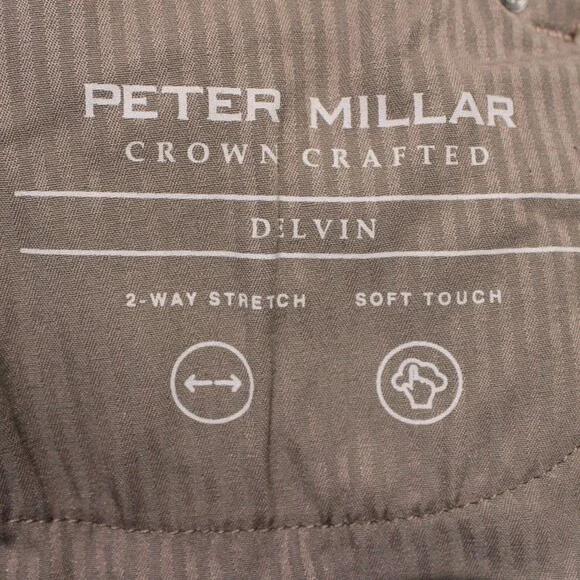 PETER MILLAR
CROWN CRAFTED
DELVIN
2-WAY STRETCH SOFT TOUCH